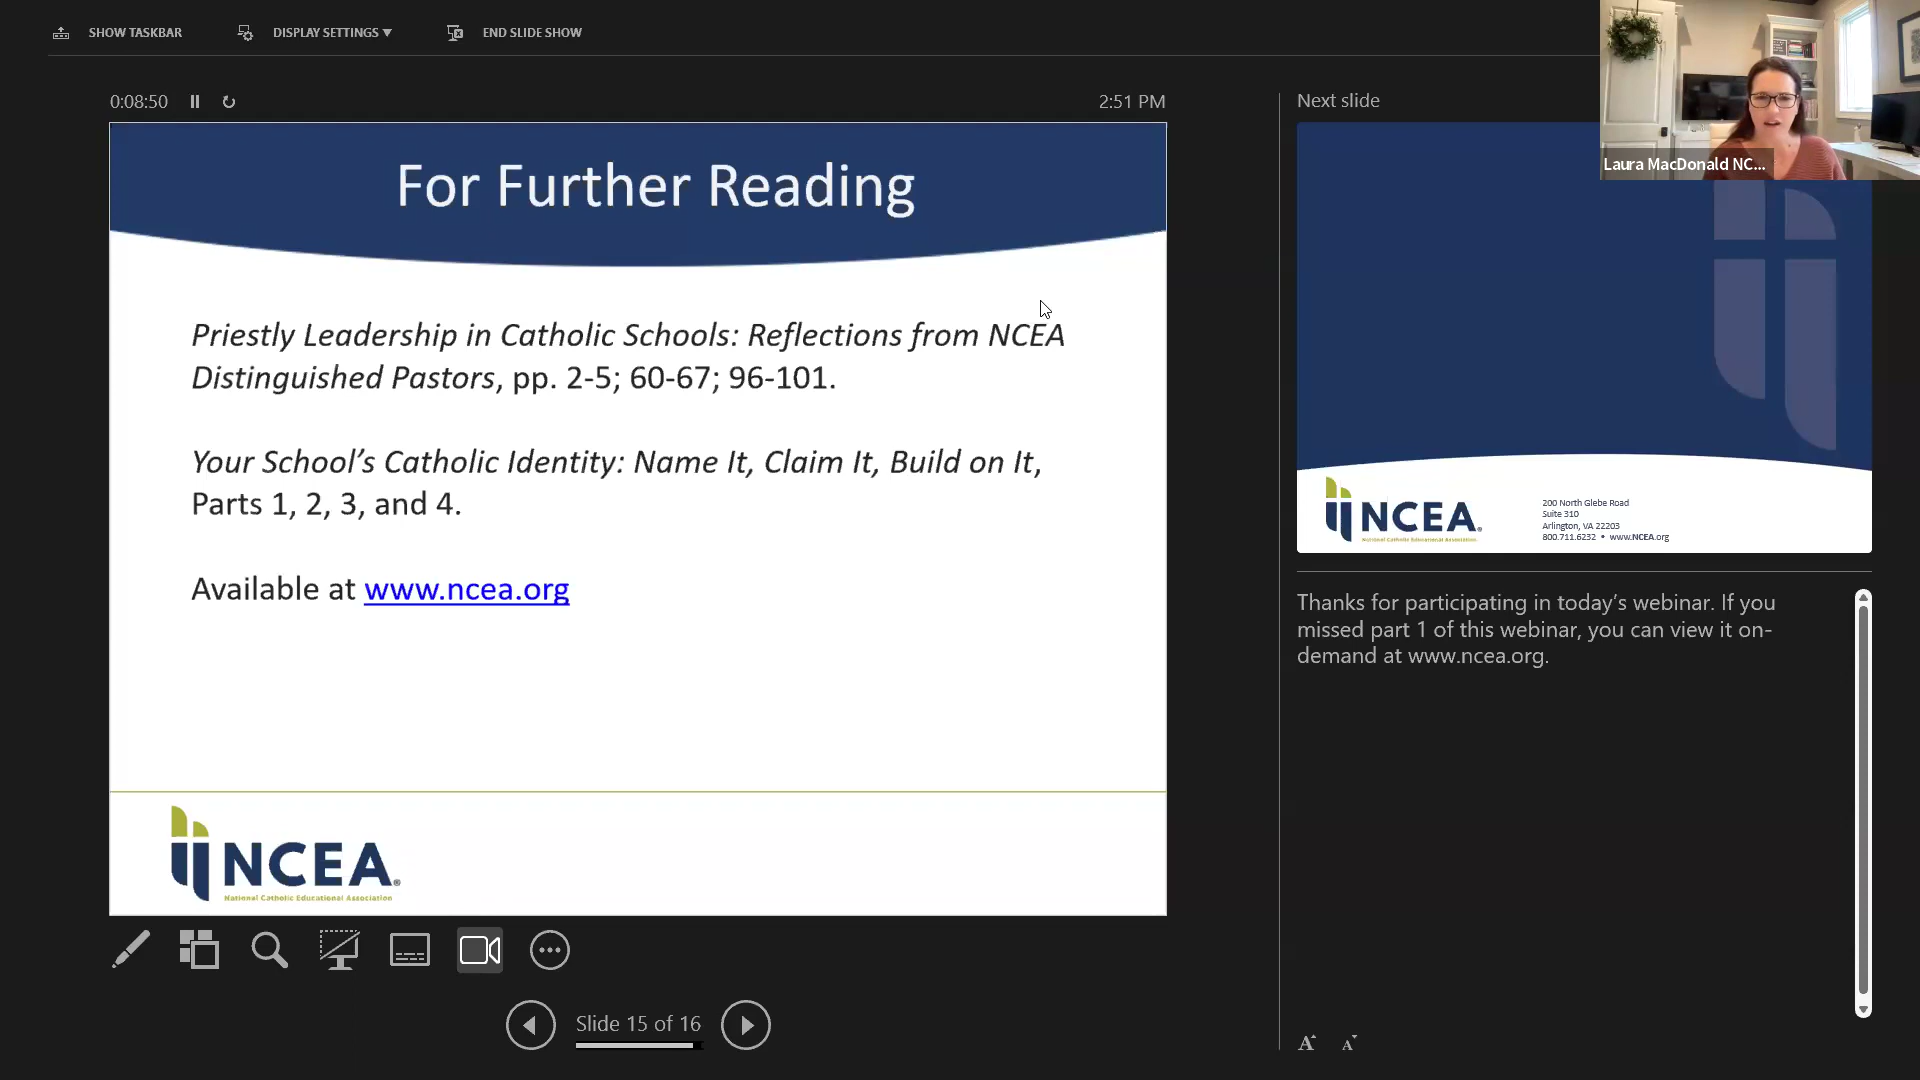 SHOW TASKBAR
DISPLAY SETTINGS ▼
END SLIDE SHOW
0:08:50
2:51 PM
For Further Reading
Priestly Leadership in Catholic Schools: Reflections from NCEA
Distinguished Pastors, pp. 2-5; 60-67; 96-101.
Your School’s Catholic Identity: Name It, Claim It, Build on It,
Parts 1, 2, 3, and 4.
Available at www.ncea.org
NCEA®
National Catholic Educational Association
Slide 15 of 16
Next slide
Laura MacDonald NC...
NCEA®
National Catholic Educational Association
200 North Glebe Road
Suite 310
Arlington, VA 22203
800.711.6232 • www.NCEA.org
Thanks for participating in today’s webinar. If you
missed part 1 of this webinar, you can view it on-
demand at www.ncea.org.
A A